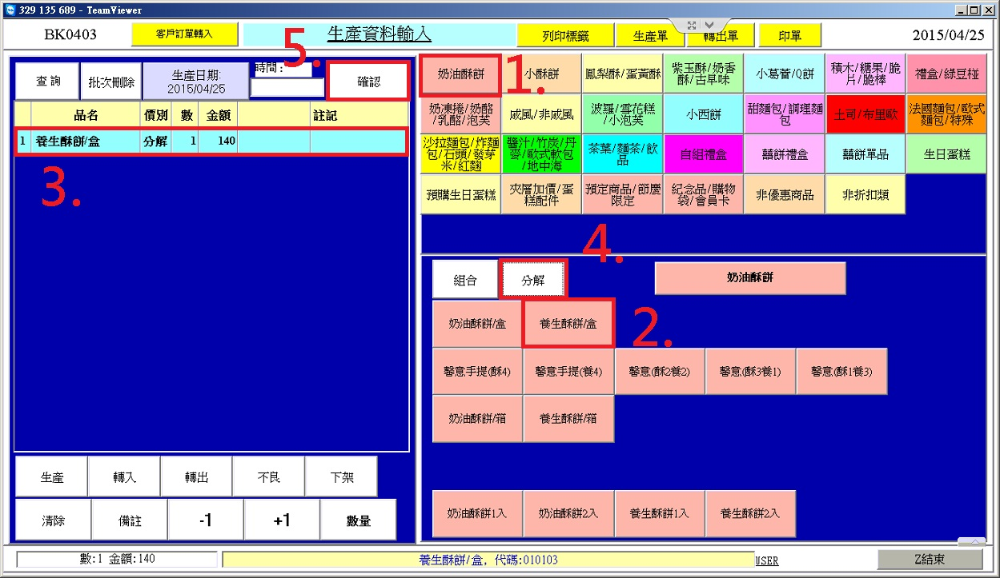 329 135 689 - TeamViewer
BK0403
客戶訂單轉入
生產資料輸入
列印標籤
生產單
轉出單
印單
2015/04/25
查詢
批次刪除
生產日期:
2015/04/25
時間:
5.
確認
品名 價別 數 金額 註記
1 養生酥餅/盒 分解 1 140
3.
生產
轉入
轉出
不良
下架
清除
備註
-1
+1
數量
奶油酥餅
1.
小酥餅
鳳梨酥/蛋黃酥
紫玉酥/奶香
酥/古早味
小葛蕾/Q餅
積木/糖果/脆
片/脆棒
禮盒/綠豆椪
奶凍捲/奶酪
/乳酪/泡芙
戚風/非戚風
波羅/雪花糕
/小泡芙
小西餅
甜麵包/調理麵
包
土司/布里歐
法國麵包/歐式
麵包/特殊
沙拉麵包/炸麵
包/石頭/發芽
米/紅麴
醬汁/竹炭/丹
麥/歐式軟包
/地中海
茶葉/麵茶/飲
品
自組禮盒
囍餅禮盒
囍餅單品
生日蛋糕
預購生日蛋糕
夾層加價/蛋
糕配件
預定商品/節慶
限定
紀念品/購物
袋/會員卡
非優惠商品
非折扣類
4.
組合
分解
奶油酥餅
奶油酥餅/盒
養生酥餅/盒
2.
馨意手提(酥4)
馨意手提(養4)
馨意(酥2養2)
馨意(酥3養1)
馨意(酥1養3)
奶油酥餅/箱
養生酥餅/箱
奶油酥餅1入
奶油酥餅2入
養生酥餅1入
養生酥餅2入
數:1 金額:140
養生酥餅/盒, 代碼:010103
USER
Z結束